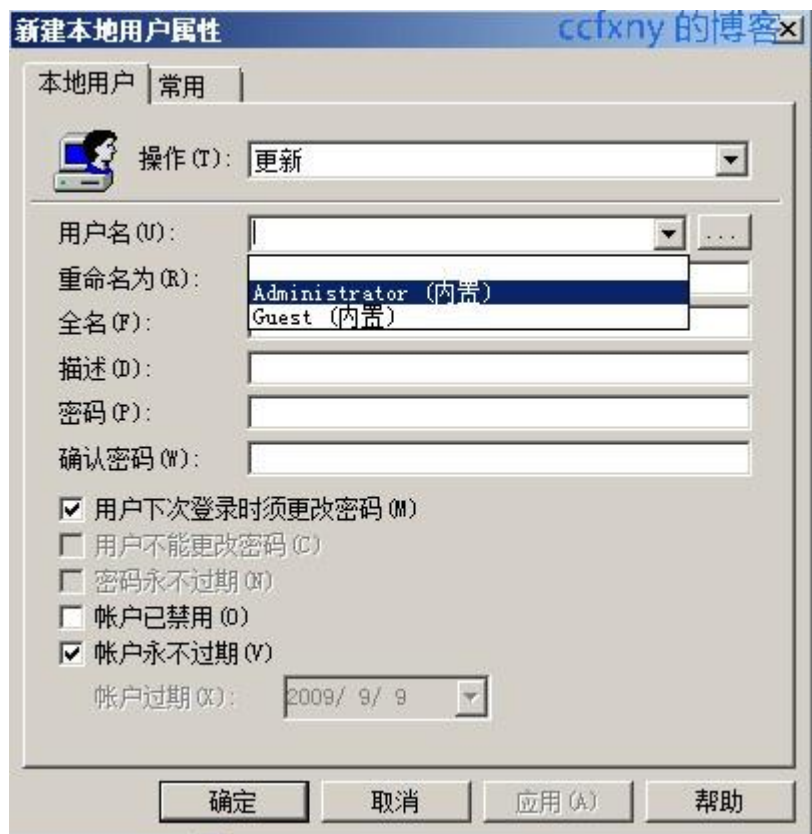 新建本地用户属性
ccfxny 的博客
本地用户 常用
操作(T): 更新
用户名(U): ...
重命名为(R):
Administrator (内置)
全名(F):
Guest (内置)
描述(D):
密码(P):
确认密码(W):
用户下次登录时须更改密码(M)
用户不能更改密码(C)
密码永不过期(N)
帐户已禁用(O)
帐户永不过期(V)
帐户过期(X): 2009/ 9/ 9
确定 取消 应用(A) 帮助